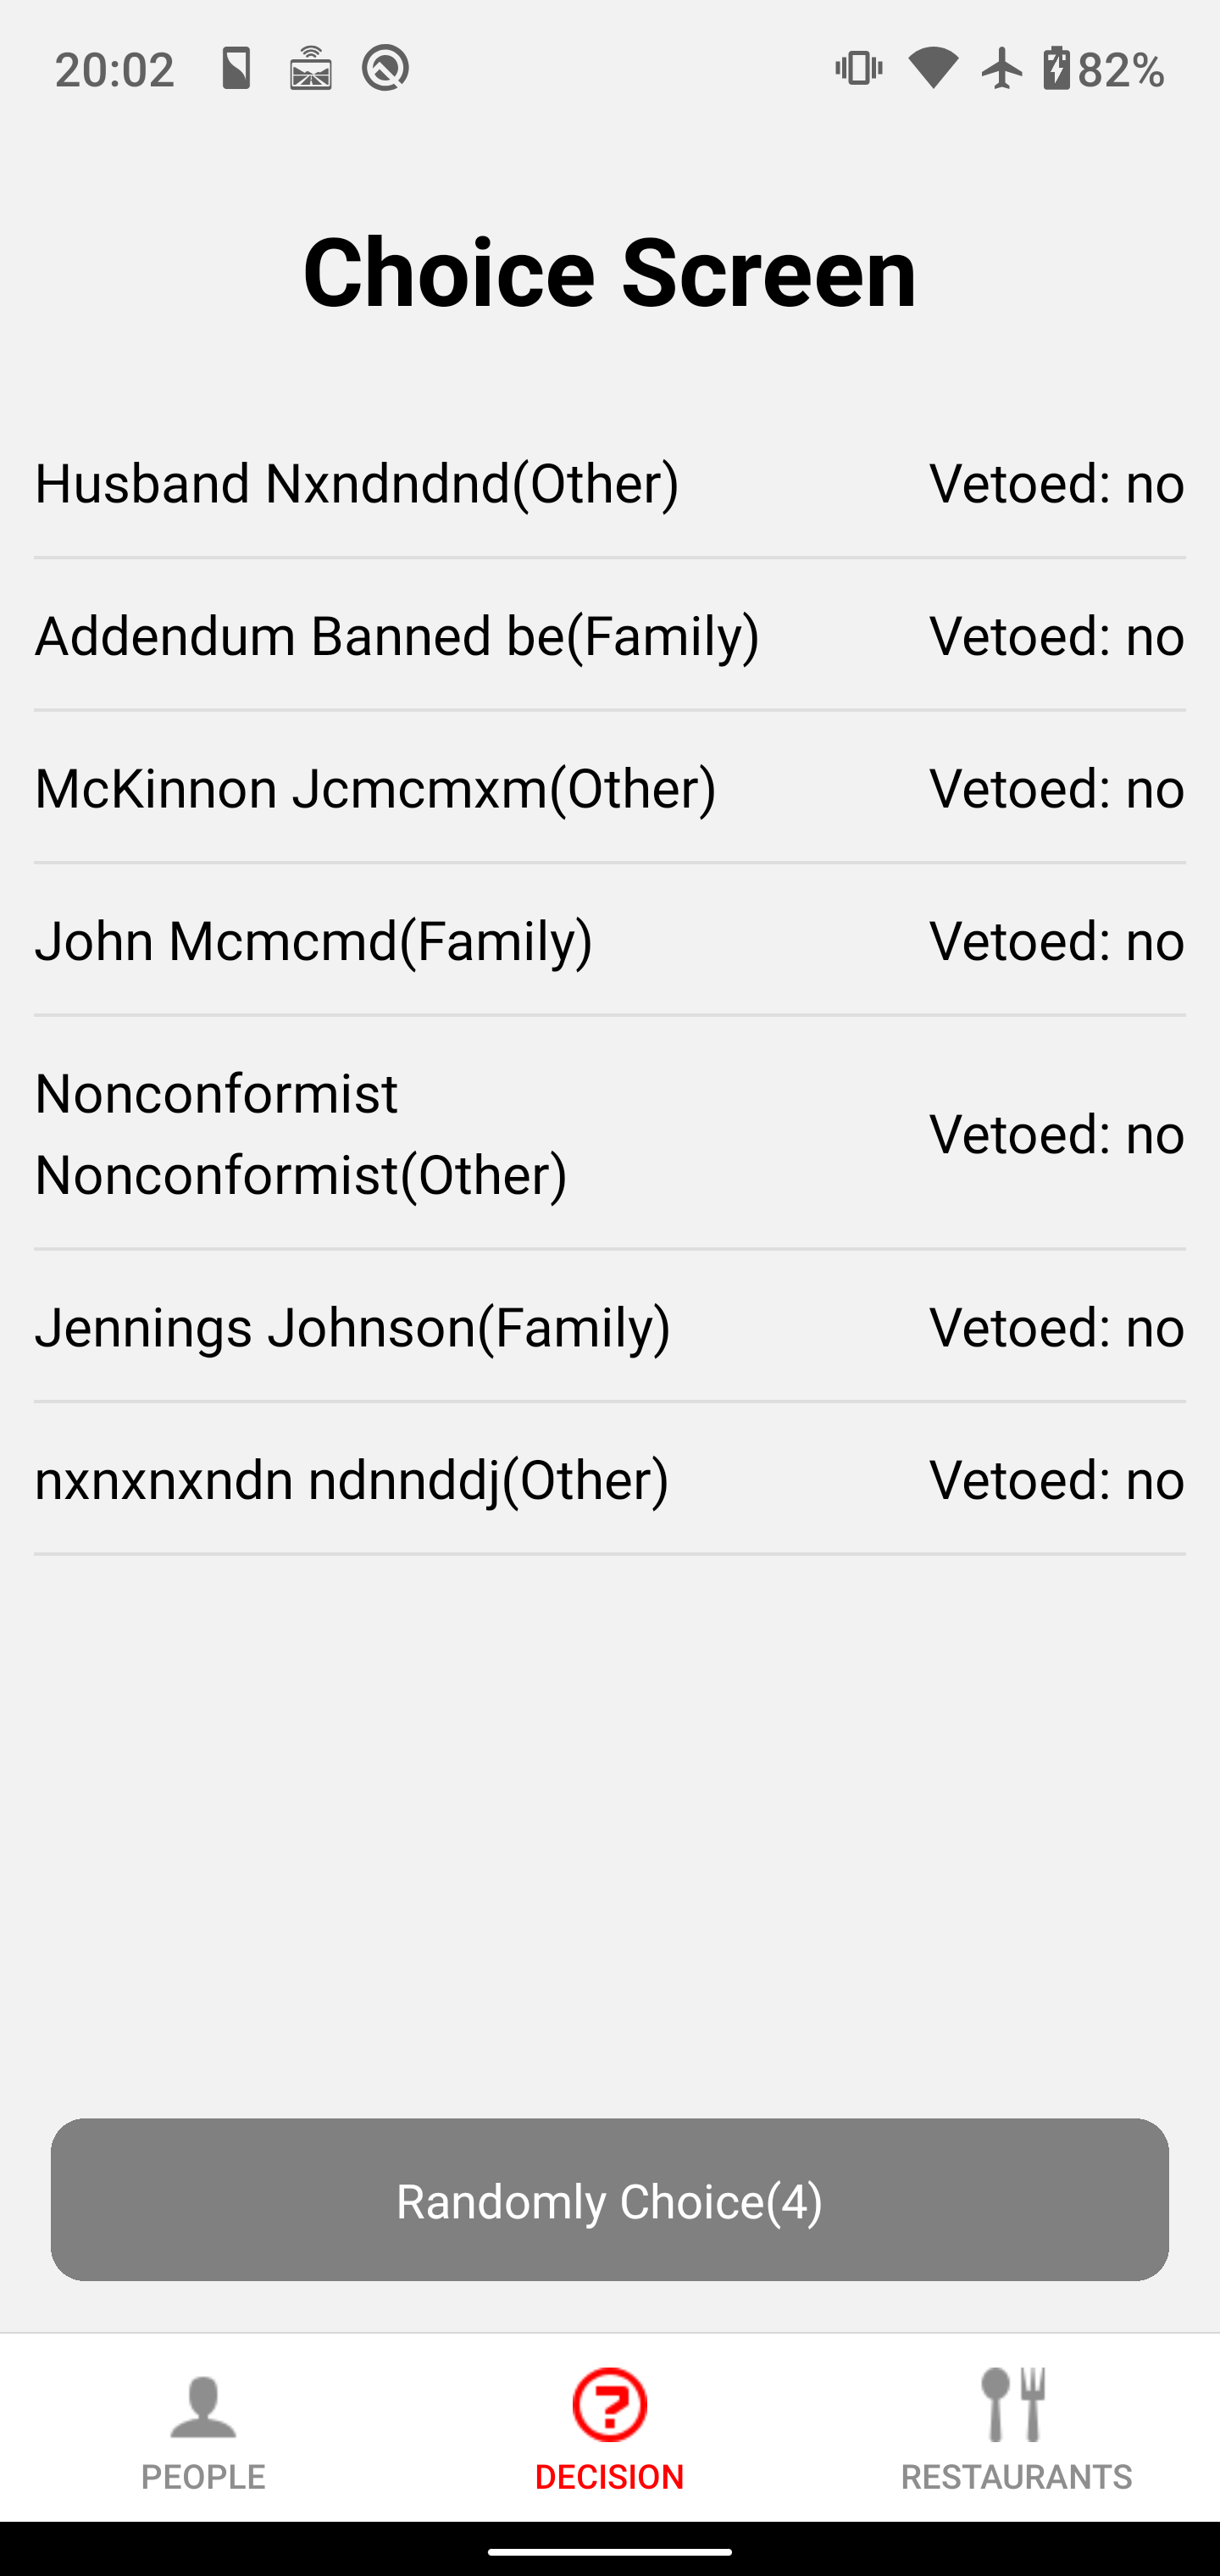 20:02
82%
Choice Screen
Husband Nxndndnd(Other) Vetoed: no
Addendum Banned be(Family) Vetoed: no
McKinnon Jcmcmxm(Other) Vetoed: no
John Mcmcmd(Family) Vetoed: no
Nonconformist
Nonconformist(Other) Vetoed: no
Jennings Johnson(Family) Vetoed: no
nxnxnxndn ndnnddj(Other) Vetoed: no
Randomly Choice(4)
PEOPLE DECISION RESTAURANTS